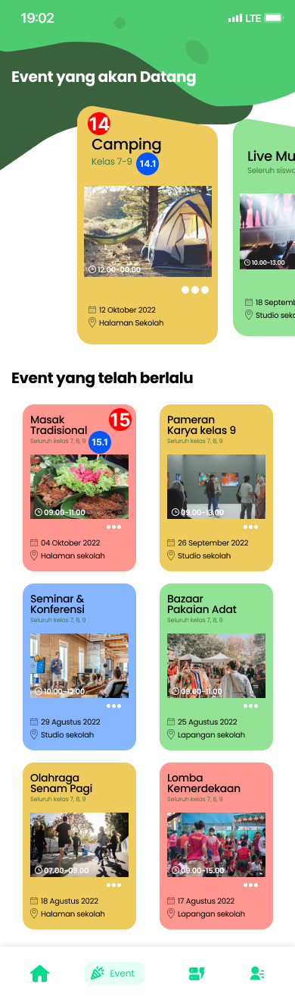 19:02
LTE
Event yang akan Datang
14
Camping
Kelas 7-9
14.1
12.00-00.00
12 Oktober 2022
Halaman Sekolah
Live Mu
Seleruh siswa
10.00-13.00
18 Septemb
Studio seko
Event yang telah berlalu
Masak
Tradisional
15
Seluruh kelas 7, 8, 9
15.1
09.00-11.00
04 Oktober 2022
Halaman sekolah
Pameran
Karya kelas 9
Seluruh kelas 7, 8, 9
09.00-13.00
26 September 2022
Studio sekolah
Seminar &
Konferensi
Seluruh kelas 7, 8, 9
10.00-12.00
29 Agustus 2022
Studio sekolah
Bazaar
Pakaian Adat
Seluruh kelas 7, 8, 9
09.00-11.00
25 Agustus 2022
Lapangan sekolah
Olahraga
Senam Pagi
Seluruh kelas 7, 8, 9
07.00-09.00
18 Agustus 2022
Halaman sekolah
Lomba
Kemerdekaan
Seluruh kelas 7, 8, 9
09.00-15.00
17 Agustus 2022
Lapangan sekolah
Event